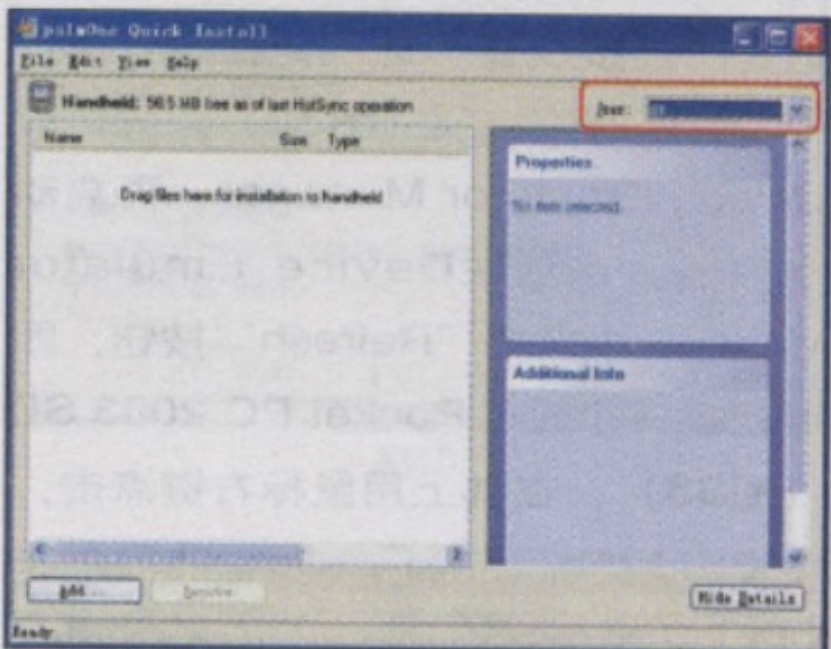 palmOne Quick Install
File Edit View Help
Handheld: 56.5 MB free as of last HotSync operation
User:
Name Size Type
Drag files here for installation to handheld
Properties
No item selected.
Additional Info
Add...
Remove
Hide Details
Ready